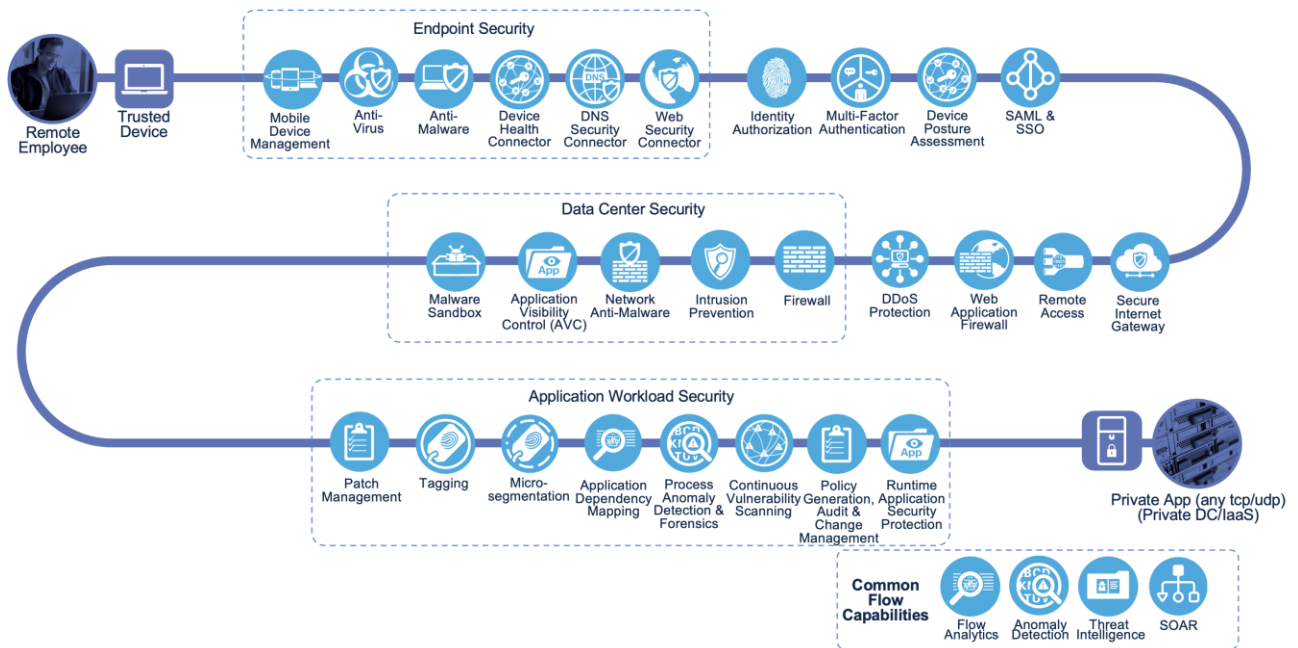 Endpoint Security
Remote
Employee
Trusted
Device
Mobile
Device
Management
Anti-
Virus
Anti-
Malware
Device
Health
Connector
DNS
DNS
Security
Connector
Web
Security
Connector
Identity
Authorization
Multi-Factor
Authentication
Device
Posture
Assessment
SAML &
SSO
Data Center Security
Malware
Sandbox
App
Application
Visibility
Control (AVC)
Network
Anti-Malware
Intrusion
Prevention
Firewall
DDoS
Protection
Web
Application
Firewall
Remote
Access
Secure
Internet
Gateway
Application Workload Security
Patch
Management
Tagging
Micro-
segmentation
Application
Dependency
Mapping
Process
Anomaly
Detection &
Forensics
Continuous
Vulnerability
Scanning
Policy
Generation,
Audit &
Change
Management
App
Runtime
Application
Security
Protection
Private App (any tcp/udp)
(Private DC/IaaS)
Common
Flow
Capabilities
Flow
Analytics
Anomaly
Detection
Threat
Intelligence
SOAR